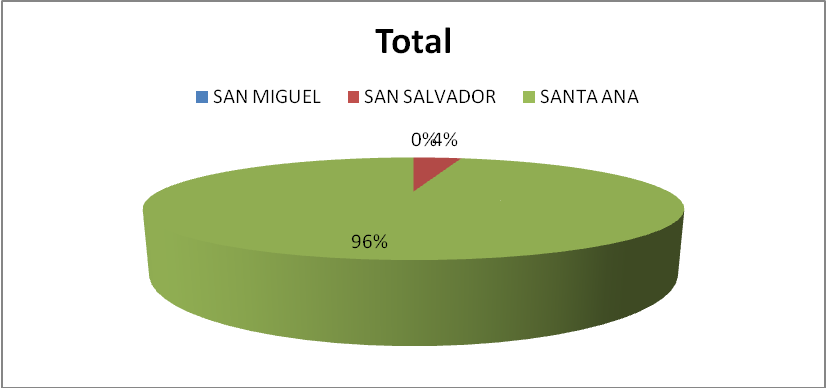 Total
SAN MIGUEL SAN SALVADOR SANTA ANA
0% 4%
96%